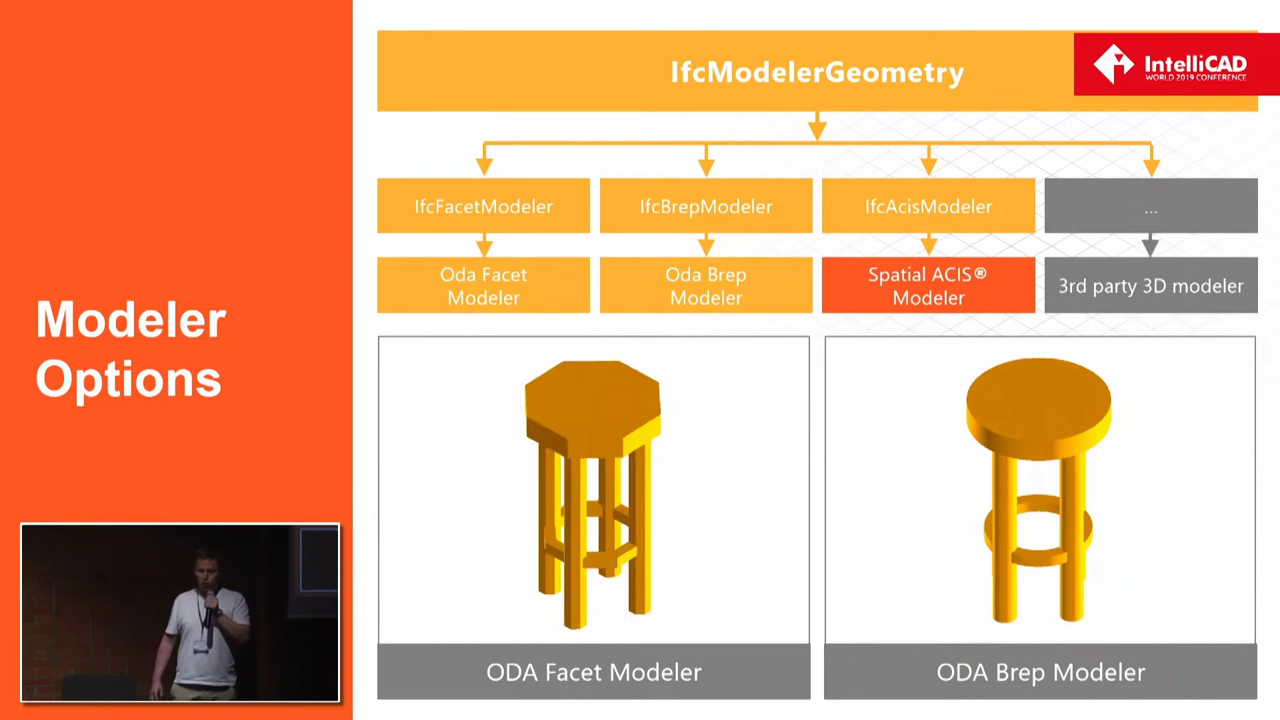 IfcModelerGeometry
IntelliCAD
WORLD 2019 CONFERENCE
IfcFacetModeler
IfcBrepModeler
IfcAcisModeler
...
Oda Facet
Modeler
Oda Brep
Modeler
Spatial ACIS®
Modeler
3rd party 3D modeler
Modeler
Options
ODA Facet Modeler
ODA Brep Modeler